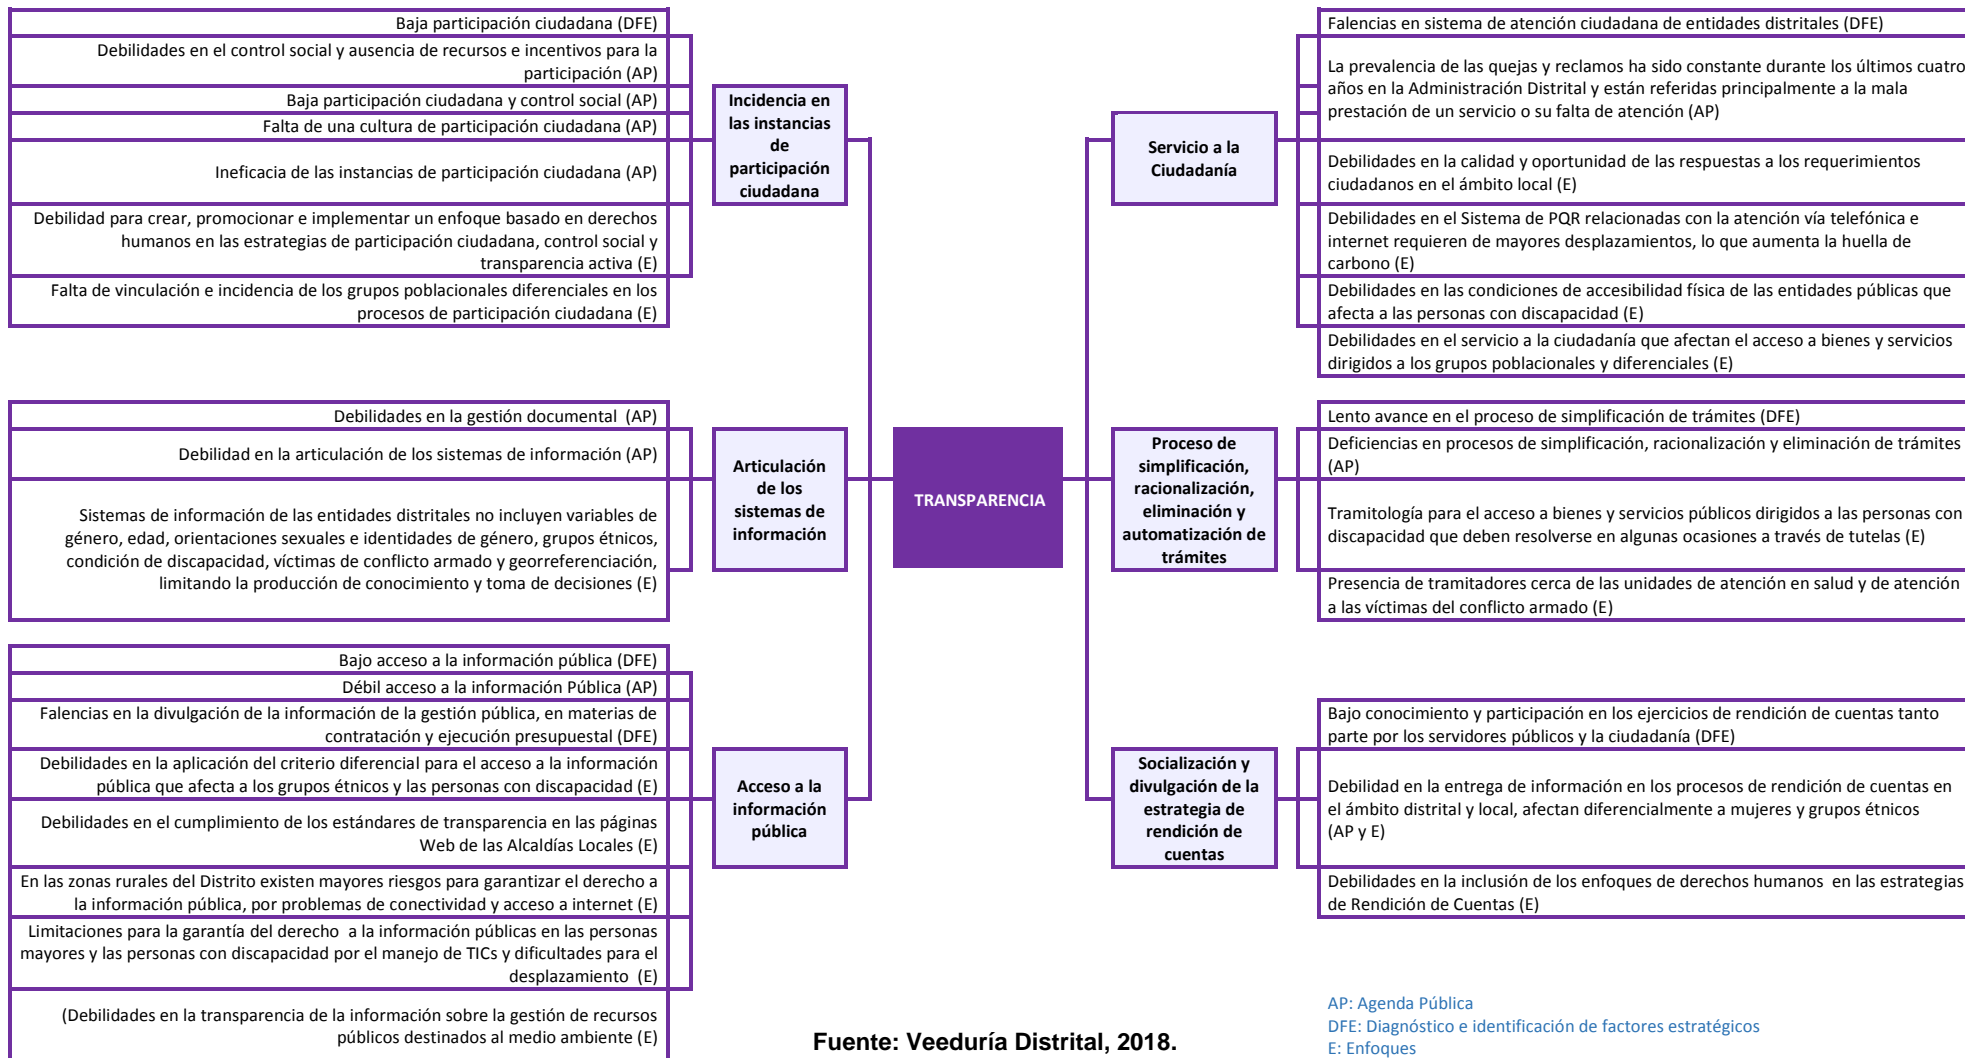 Baja participación ciudadana (DFE)
Debilidades en el control social y ausencia de recursos e incentivos para la
participación (AP)
Baja participación ciudadana y control social (AP)
Falta de una cultura de participación ciudadana (AP)
Ineficacia de las instancias de participación ciudadana (AP)
Debilidad para crear, promocionar e implementar un enfoque basado en derechos
humanos en las estrategias de participación ciudadana, control social y
transparencia activa (E)
Falta de vinculación e incidencia de los grupos poblacionales diferenciales en los
procesos de participación ciudadana (E)
Incidencia en
las instancias
de
participación
ciudadana
Debilidades en la gestión documental  (AP)
Debilidad en la articulación de los sistemas de información (AP)
Sistemas de información de las entidades distritales no incluyen variables de
género, edad, orientaciones sexuales e identidades de género, grupos étnicos,
condición de discapacidad, víctimas de conflicto armado y georreferenciación,
limitando la producción de conocimiento y toma de decisiones (E)
Articulación
de los
sistemas de
información
Bajo acceso a la información pública (DFE)
Débil acceso a la información Pública (AP)
Falencias en la divulgación de la información de la gestión pública, en materias de
contratación y ejecución presupuestal (DFE)
Debilidades en la aplicación del criterio diferencial para el acceso a la información
pública que afecta a los grupos étnicos y las personas con discapacidad (E)
Debilidades en el cumplimiento de los estándares de transparencia en las páginas
Web de las Alcaldías Locales (E)
En las zonas rurales del Distrito existen mayores riesgos para garantizar el derecho a
la información pública, por problemas de conectividad y acceso a internet (E)
Limitaciones para la garantía del derecho  a la información públicas en las personas
mayores y las personas con discapacidad por el manejo de TICs y dificultades para el
desplazamiento  (E)
(Debilidades en la transparencia de la información sobre la gestión de recursos
públicos destinados al medio ambiente (E)
Acceso a la
información
pública
TRANSPARENCIA
Servicio a la
Ciudadanía
Falencias en sistema de atención ciudadana de entidades distritales (DFE)
La prevalencia de las quejas y reclamos ha sido constante durante los últimos cuatro
años en la Administración Distrital y están referidas principalmente a la mala
prestación de un servicio o su falta de atención (AP)
Debilidades en la calidad y oportunidad de las respuestas a los requerimientos
ciudadanos en el ámbito local (E)
Debilidades en el Sistema de PQR relacionadas con la atención vía telefónica e
internet requieren de mayores desplazamientos, lo que aumenta la huella de
carbono (E)
Debilidades en las condiciones de accesibilidad física de las entidades públicas que
afecta a las personas con discapacidad (E)
Debilidades en el servicio a la ciudadanía que afectan el acceso a bienes y servicios
dirigidos a los grupos poblacionales y diferenciales (E)
Proceso de
simplificación,
racionalización,
eliminación y
automatización de
trámites
Lento avance en el proceso de simplificación de trámites (DFE)
Deficiencias en procesos de simplificación, racionalización y eliminación de trámites
(AP)
Tramitología para el acceso a bienes y servicios públicos dirigidos a las personas con
discapacidad que deben resolverse en algunas ocasiones a través de tutelas (E)
Presencia de tramitadores cerca de las unidades de atención en salud y de atención
a las víctimas del conflicto armado (E)
Socialización y
divulgación de la
estrategia de
rendición de
cuentas
Bajo conocimiento y participación en los ejercicios de rendición de cuentas tanto
parte por los servidores públicos y la ciudadanía (DFE)
Debilidad en la entrega de información en los procesos de rendición de cuentas en
el ámbito distrital y local, afectan diferencialmente a mujeres y grupos étnicos
(AP y E)
Debilidades en la inclusión de los enfoques de derechos humanos  en las estrategias
de Rendición de Cuentas (E)
AP: Agenda Pública
DFE: Diagnóstico e identificación de factores estratégicos
E: Enfoques
Fuente: Veeduría Distrital, 2018.